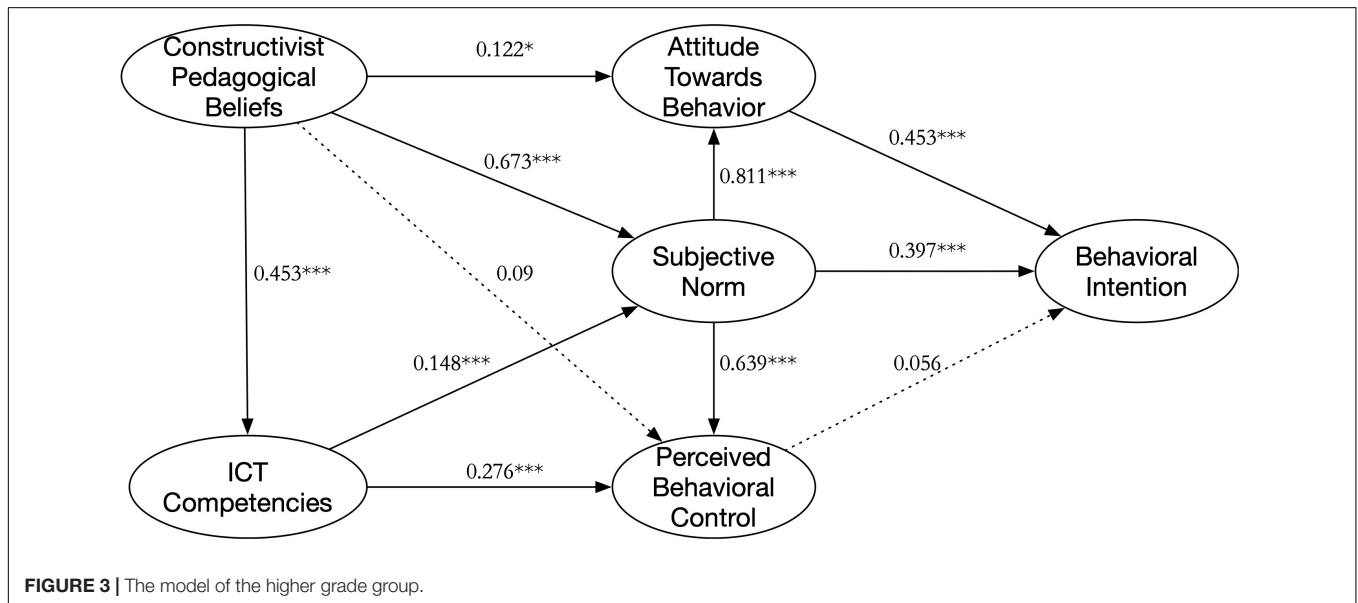 Constructivist
Pedagogical
Beliefs
0.122*
Attitude
Towards
Behavior
0.453***
0.673***
0.811***
0.453***
0.09
Subjective
Norm
0.397***
Behavioral
Intention
0.148***
0.639***
0.056
ICT
Competencies
0.276***
Perceived
Behavioral
Control
FIGURE 3 | The model of the higher grade group.